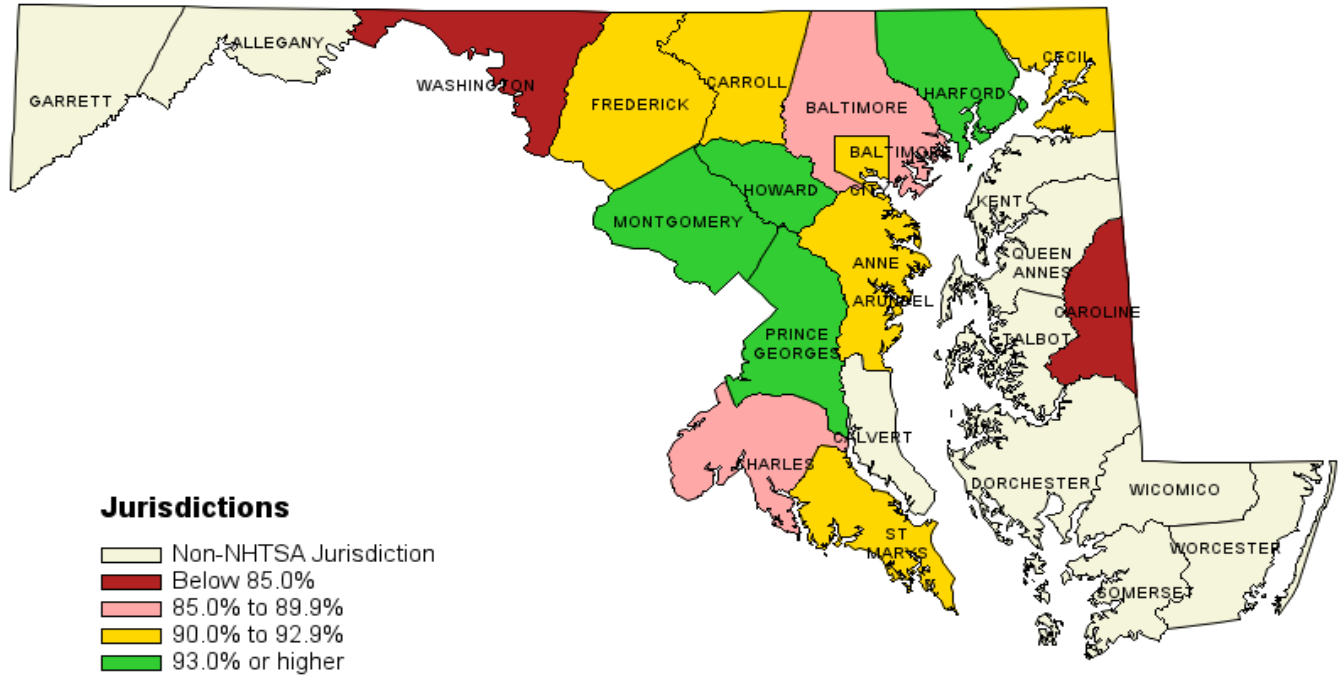 ALLEGANY
GARRETT
WASHINGTON
FREDERICK
CARROLL
BALTIMORE
HARFORD
CECIL
BALTIMORE
CITY
HOWARD
MONTGOMERY
KENT
QUEEN
ANNES
ANNE
ARUNDEL
CAROLINE
TALBOT
PRINCE
GEORGES
CALVERT
CHARLES
DORCHESTER
WICOMICO
ST
MARYS
WORCESTER
SOMERSET
Jurisdictions
Non-NHTSA Jurisdiction
Below 85.0%
85.0% to 89.9%
90.0% to 92.9%
93.0% or higher